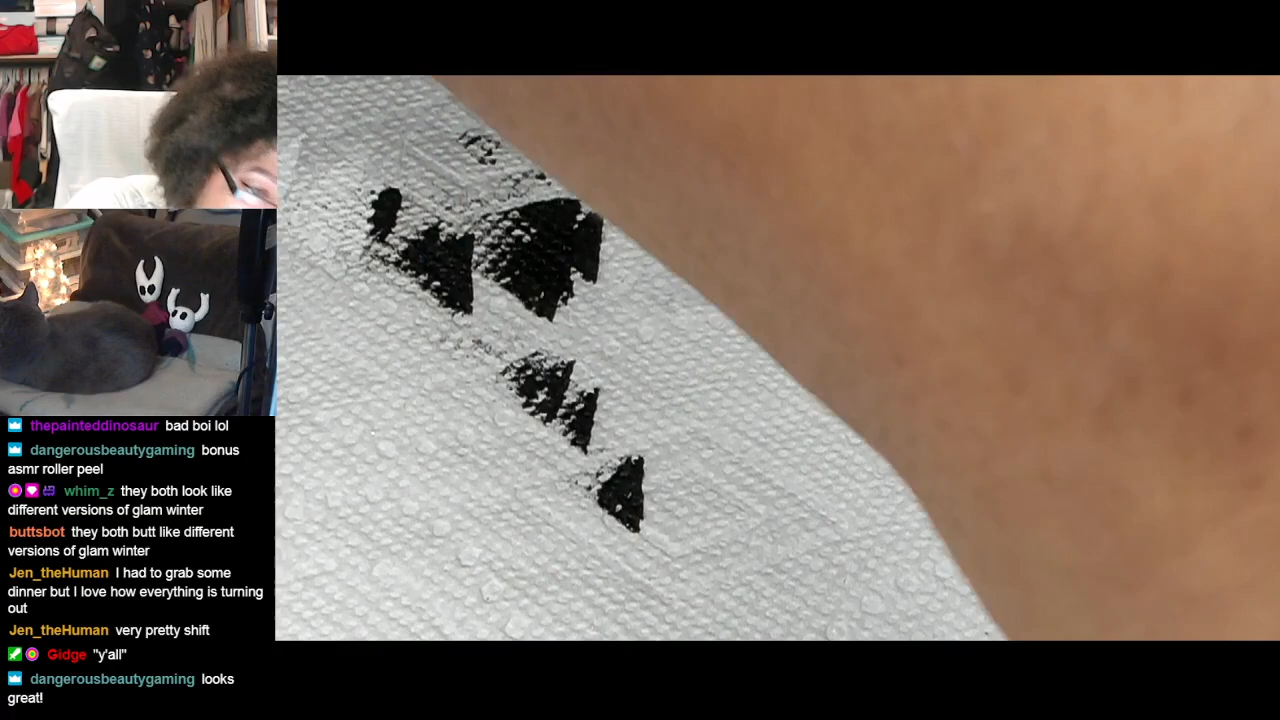 thepainteddinosaur bad boi lol
dangerousbeautygaming bonus
asmr roller peel
whim_z they both look like
different versions of glam winter
buttsbot they both butt like different
versions of glam winter
Jen_theHuman I had to grab some
dinner but I love how everything is turning
out
Jen_theHuman very pretty shift
Gidge "y'all"
dangerousbeautygaming looks
great!